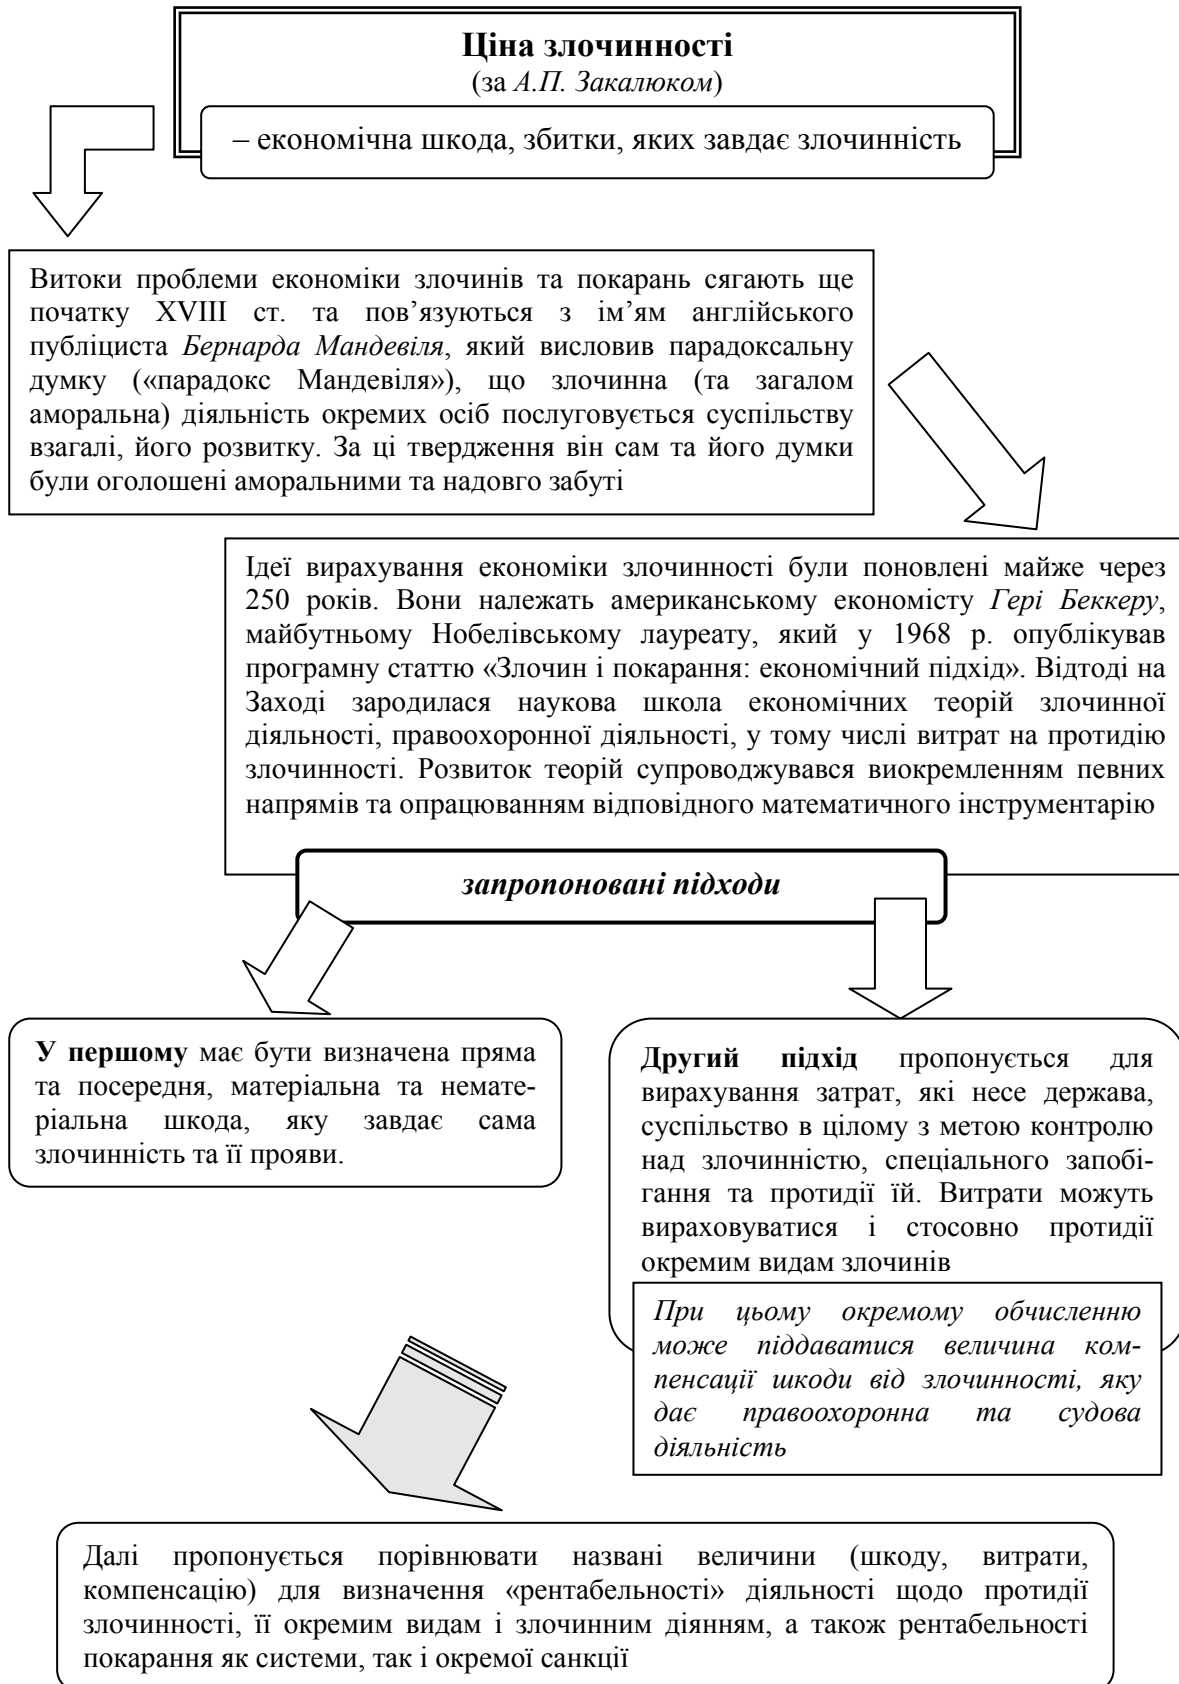 Ціна злочинності
(за А.П. Закалюком)
– економічна шкода, збитки, яких завдає злочинність
Витоки проблеми економіки злочинів та покарань сягають ще
початку XVIII ст. та пов’язуються з ім’ям англійського
публіциста Бернарда Мандевіля, який висловив парадоксальну
думку («парадокс Мандевіля»), що злочинна (та загалом
аморальна) діяльність окремих осіб послуговується суспільству
взагалі, його розвитку. За ці твердження він сам та його думки
були оголошені аморальними та надовго забуті
Ідеї вирахування економіки злочинності були поновлені майже через
250 років. Вони належать американському економісту Гері Беккеру,
майбутньому Нобелівському лауреату, який у 1968 р. опублікував
програмну статтю «Злочин і покарання: економічний підхід». Відтоді на
Заході зародилася наукова школа економічних теорій злочинної
діяльності, правоохоронної діяльності, у тому числі витрат на протидію
злочинності. Розвиток теорій супроводжувався виокремленням певних
напрямів та опрацюванням відповідного математичного інструментарію
запропоновані підходи
У першому має бути визначена пряма
та посередня, матеріальна та немате-
ріальна шкода, яку завдає сама
злочинність та її прояви.
Другий підхід пропонується для
вирахування затрат, які несе держава,
суспільство в цілому з метою контролю
над злочинністю, спеціального запобі-
гання та протидії їй. Витрати можуть
вираховуватися і стосовно протидії
окремим видам злочинів
При цьому окремому обчисленню
може піддаватися величина ком-
пенсації шкоди від злочинності, яку
дає правоохоронна та судова
діяльність
Далі пропонується порівнювати названі величини (шкоду, витрати,
компенсацію) для визначення «рентабельності» діяльності щодо протидії
злочинності, її окремим видам і злочинним діянням, а також рентабельності
покарання як системи, так і окремої санкції